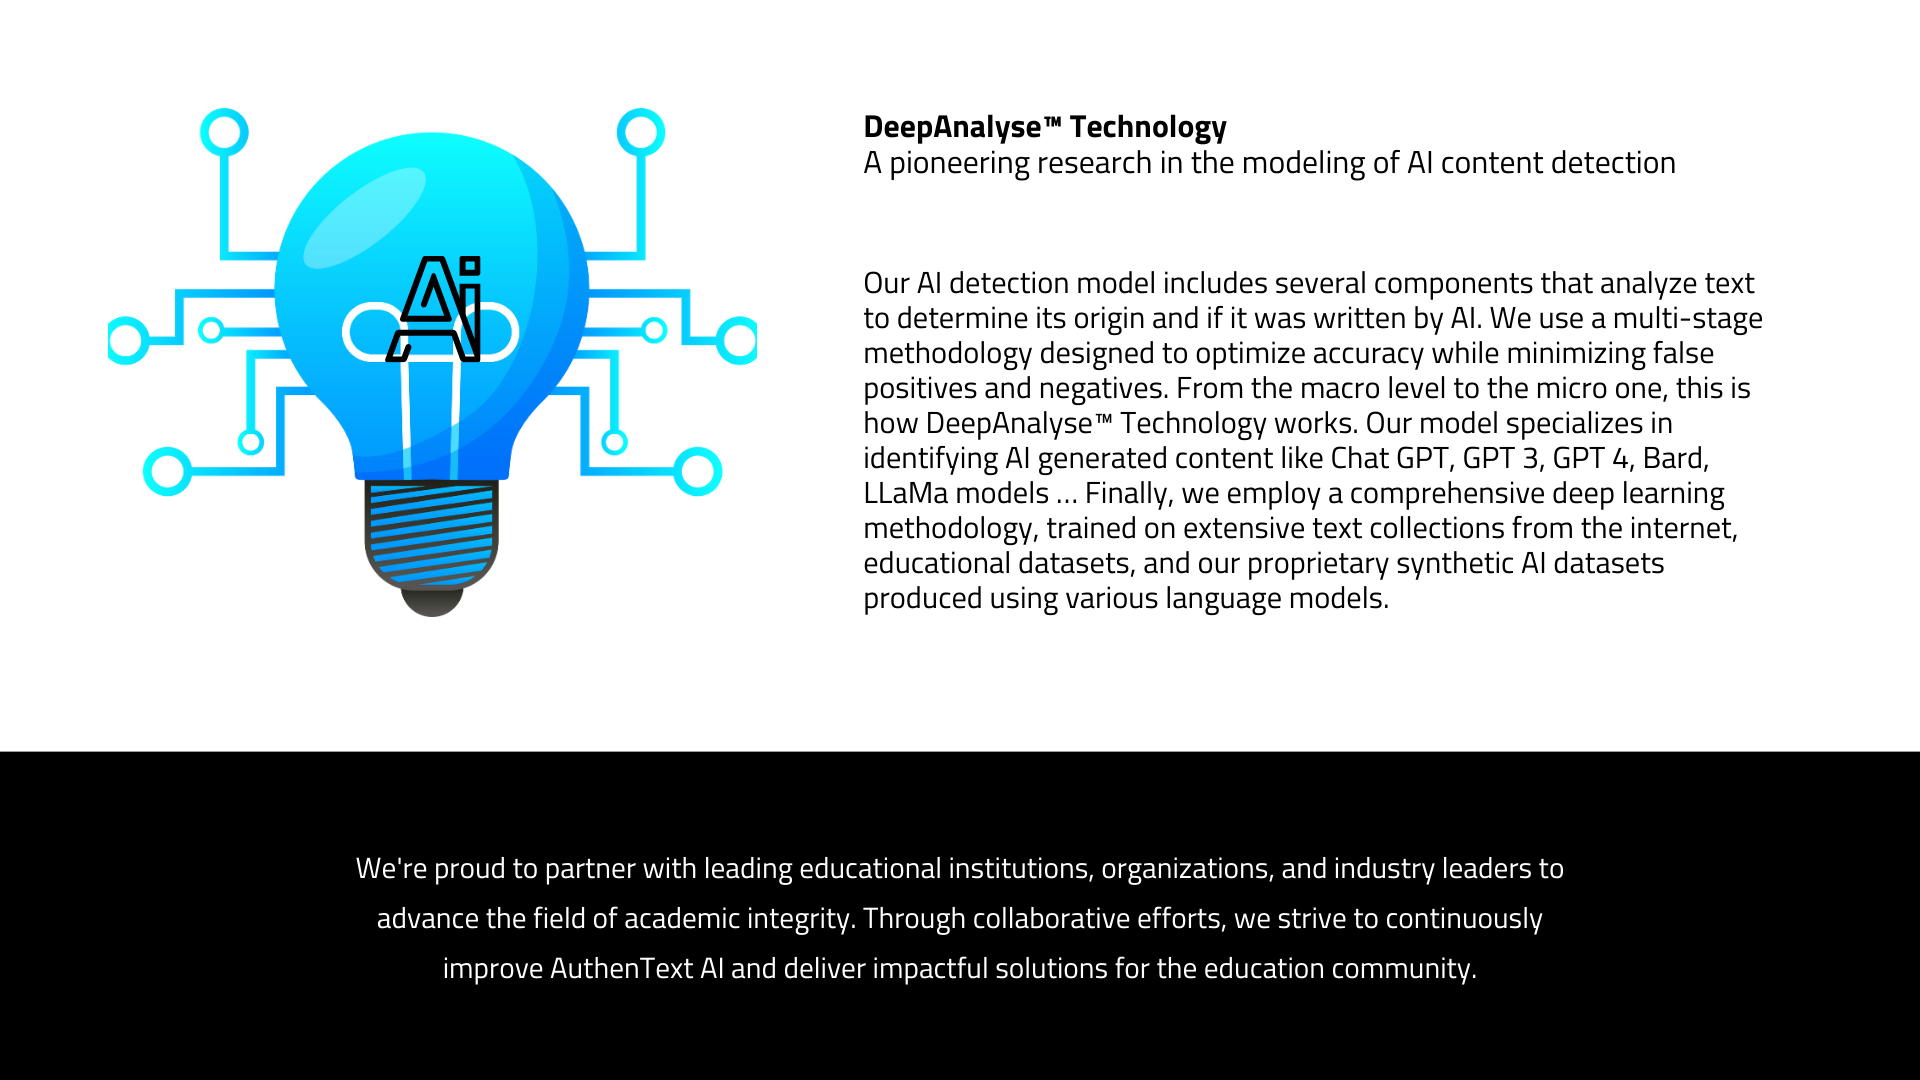 Ai
DeepAnalyse™ Technology
A pioneering research in the modeling of AI content detection
Our AI detection model includes several components that analyze text
to determine its origin and if it was written by AI. We use a multi-stage
methodology designed to optimize accuracy while minimizing false
positives and negatives. From the macro level to the micro one, this is
how DeepAnalyse™ Technology works. Our model specializes in
identifying AI generated content like Chat GPT, GPT 3, GPT 4, Bard,
LLaMa models ... Finally, we employ a comprehensive deep learning
methodology, trained on extensive text collections from the internet,
educational datasets, and our proprietary synthetic AI datasets
produced using various language models.
We're proud to partner with leading educational institutions, organizations, and industry leaders to
advance the field of academic integrity. Through collaborative efforts, we strive to continuously
improve AuthenText AI and deliver impactful solutions for the education community.